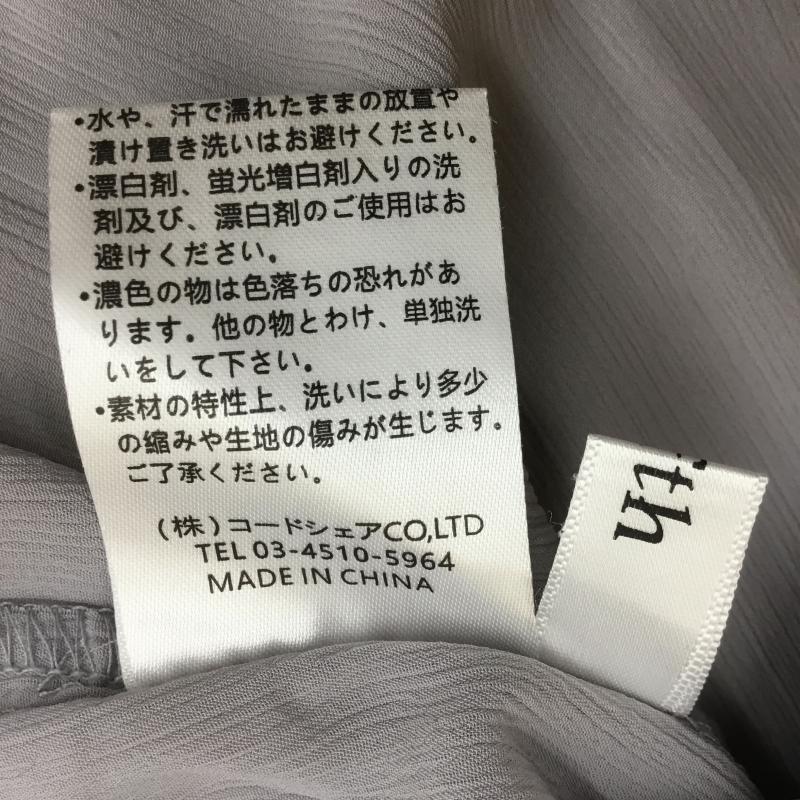 ・水や、汗で濡れたままの放置や
漬け置き洗いはお避けください。
・漂白剤、蛍光増白剤入りの洗
剤及び、漂白剤のご使用はお
避けください。
・濃色の物は色落ちの恐れがあ
ります。他の物とわけ、単独洗
いをして下さい。
・素材の特性上、洗いにより多少
の縮みや生地の傷みが生じます。
ご了承ください。
(株)コードシェアCO,LTD
TEL 03-4510-5964
MADE IN CHINA
th